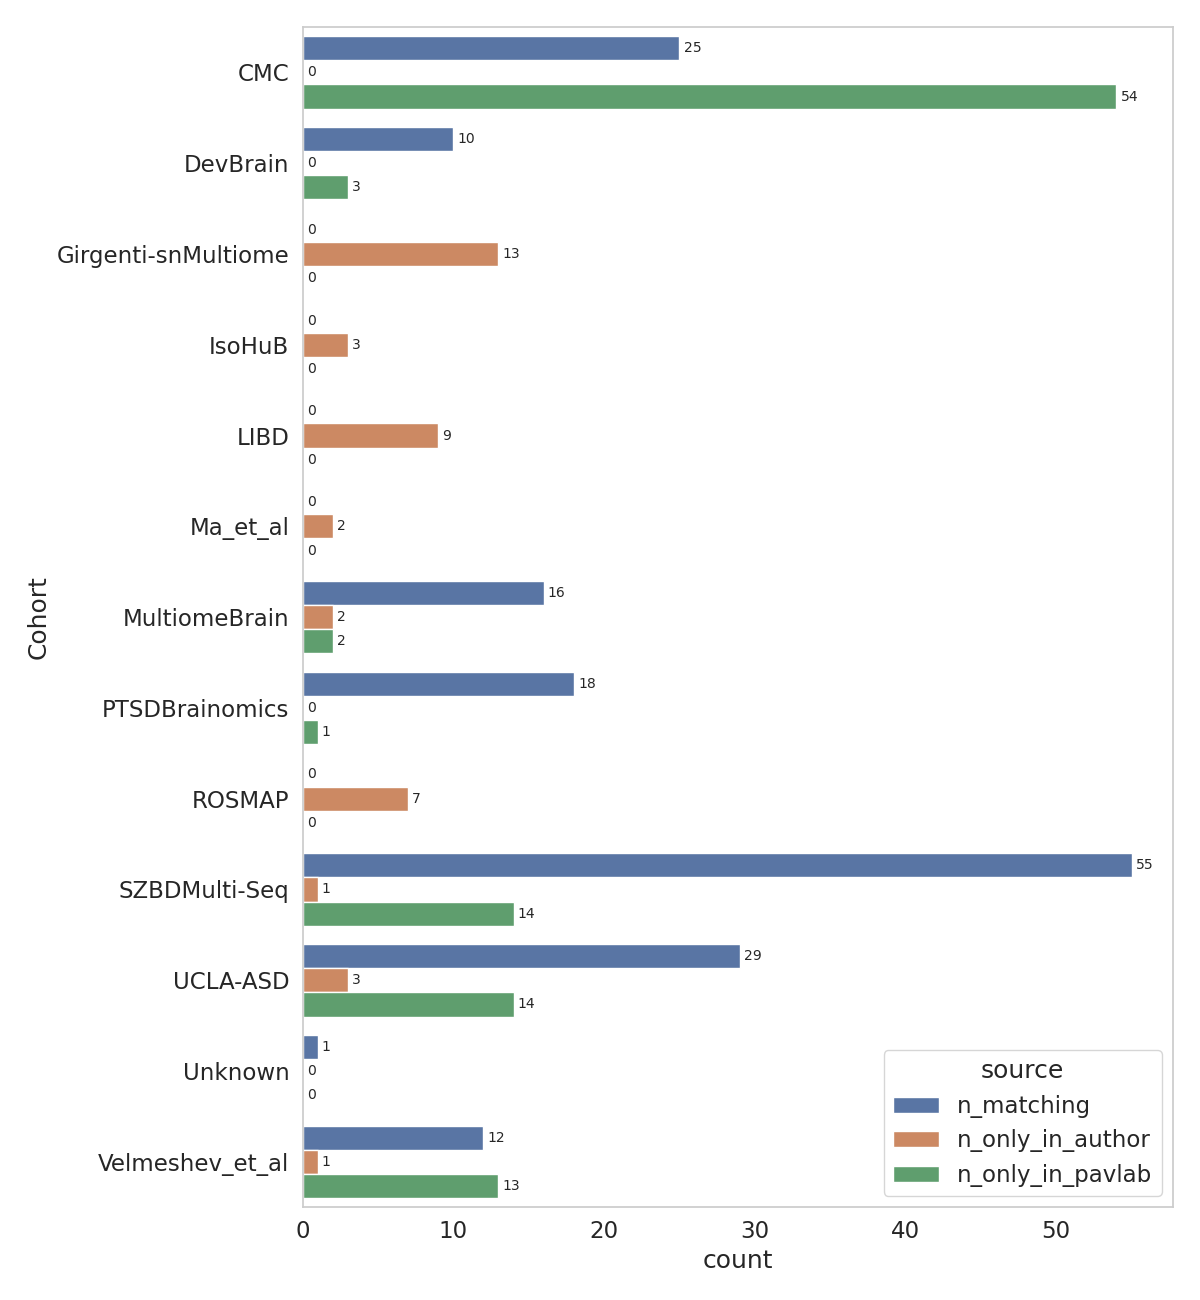 CMC
25
0
54
DevBrain
10
0
3
Girgenti-snMultiome
0
13
0
IsoHuB
0
3
0
LIBD
0
9
0
Ma_et_al
0
2
0
MultiomeBrain
16
2
2
PTSDBrainomics
18
0
1
ROSMAP
0
7
0
SZBDMulti-Seq
55
1
14
UCLA-ASD
29
3
14
Unknown
1
0
0
Velmeshev_et_al
12
1
13
Cohort
source
n_matching
n_only_in_author
n_only_in_pavlab
0 10 20 30 40 50
count